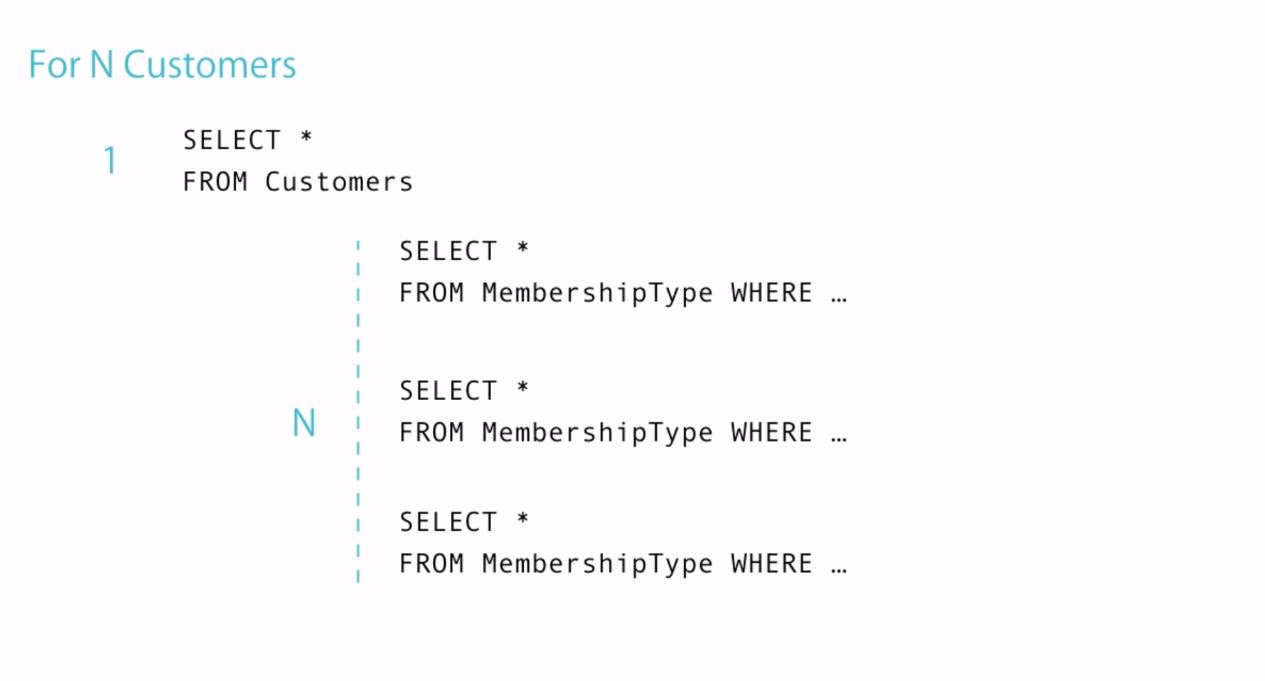 For N Customers
1
SELECT *
FROM Customers
SELECT *
FROM MembershipType WHERE …
N
SELECT *
FROM MembershipType WHERE …
SELECT *
FROM MembershipType WHERE …